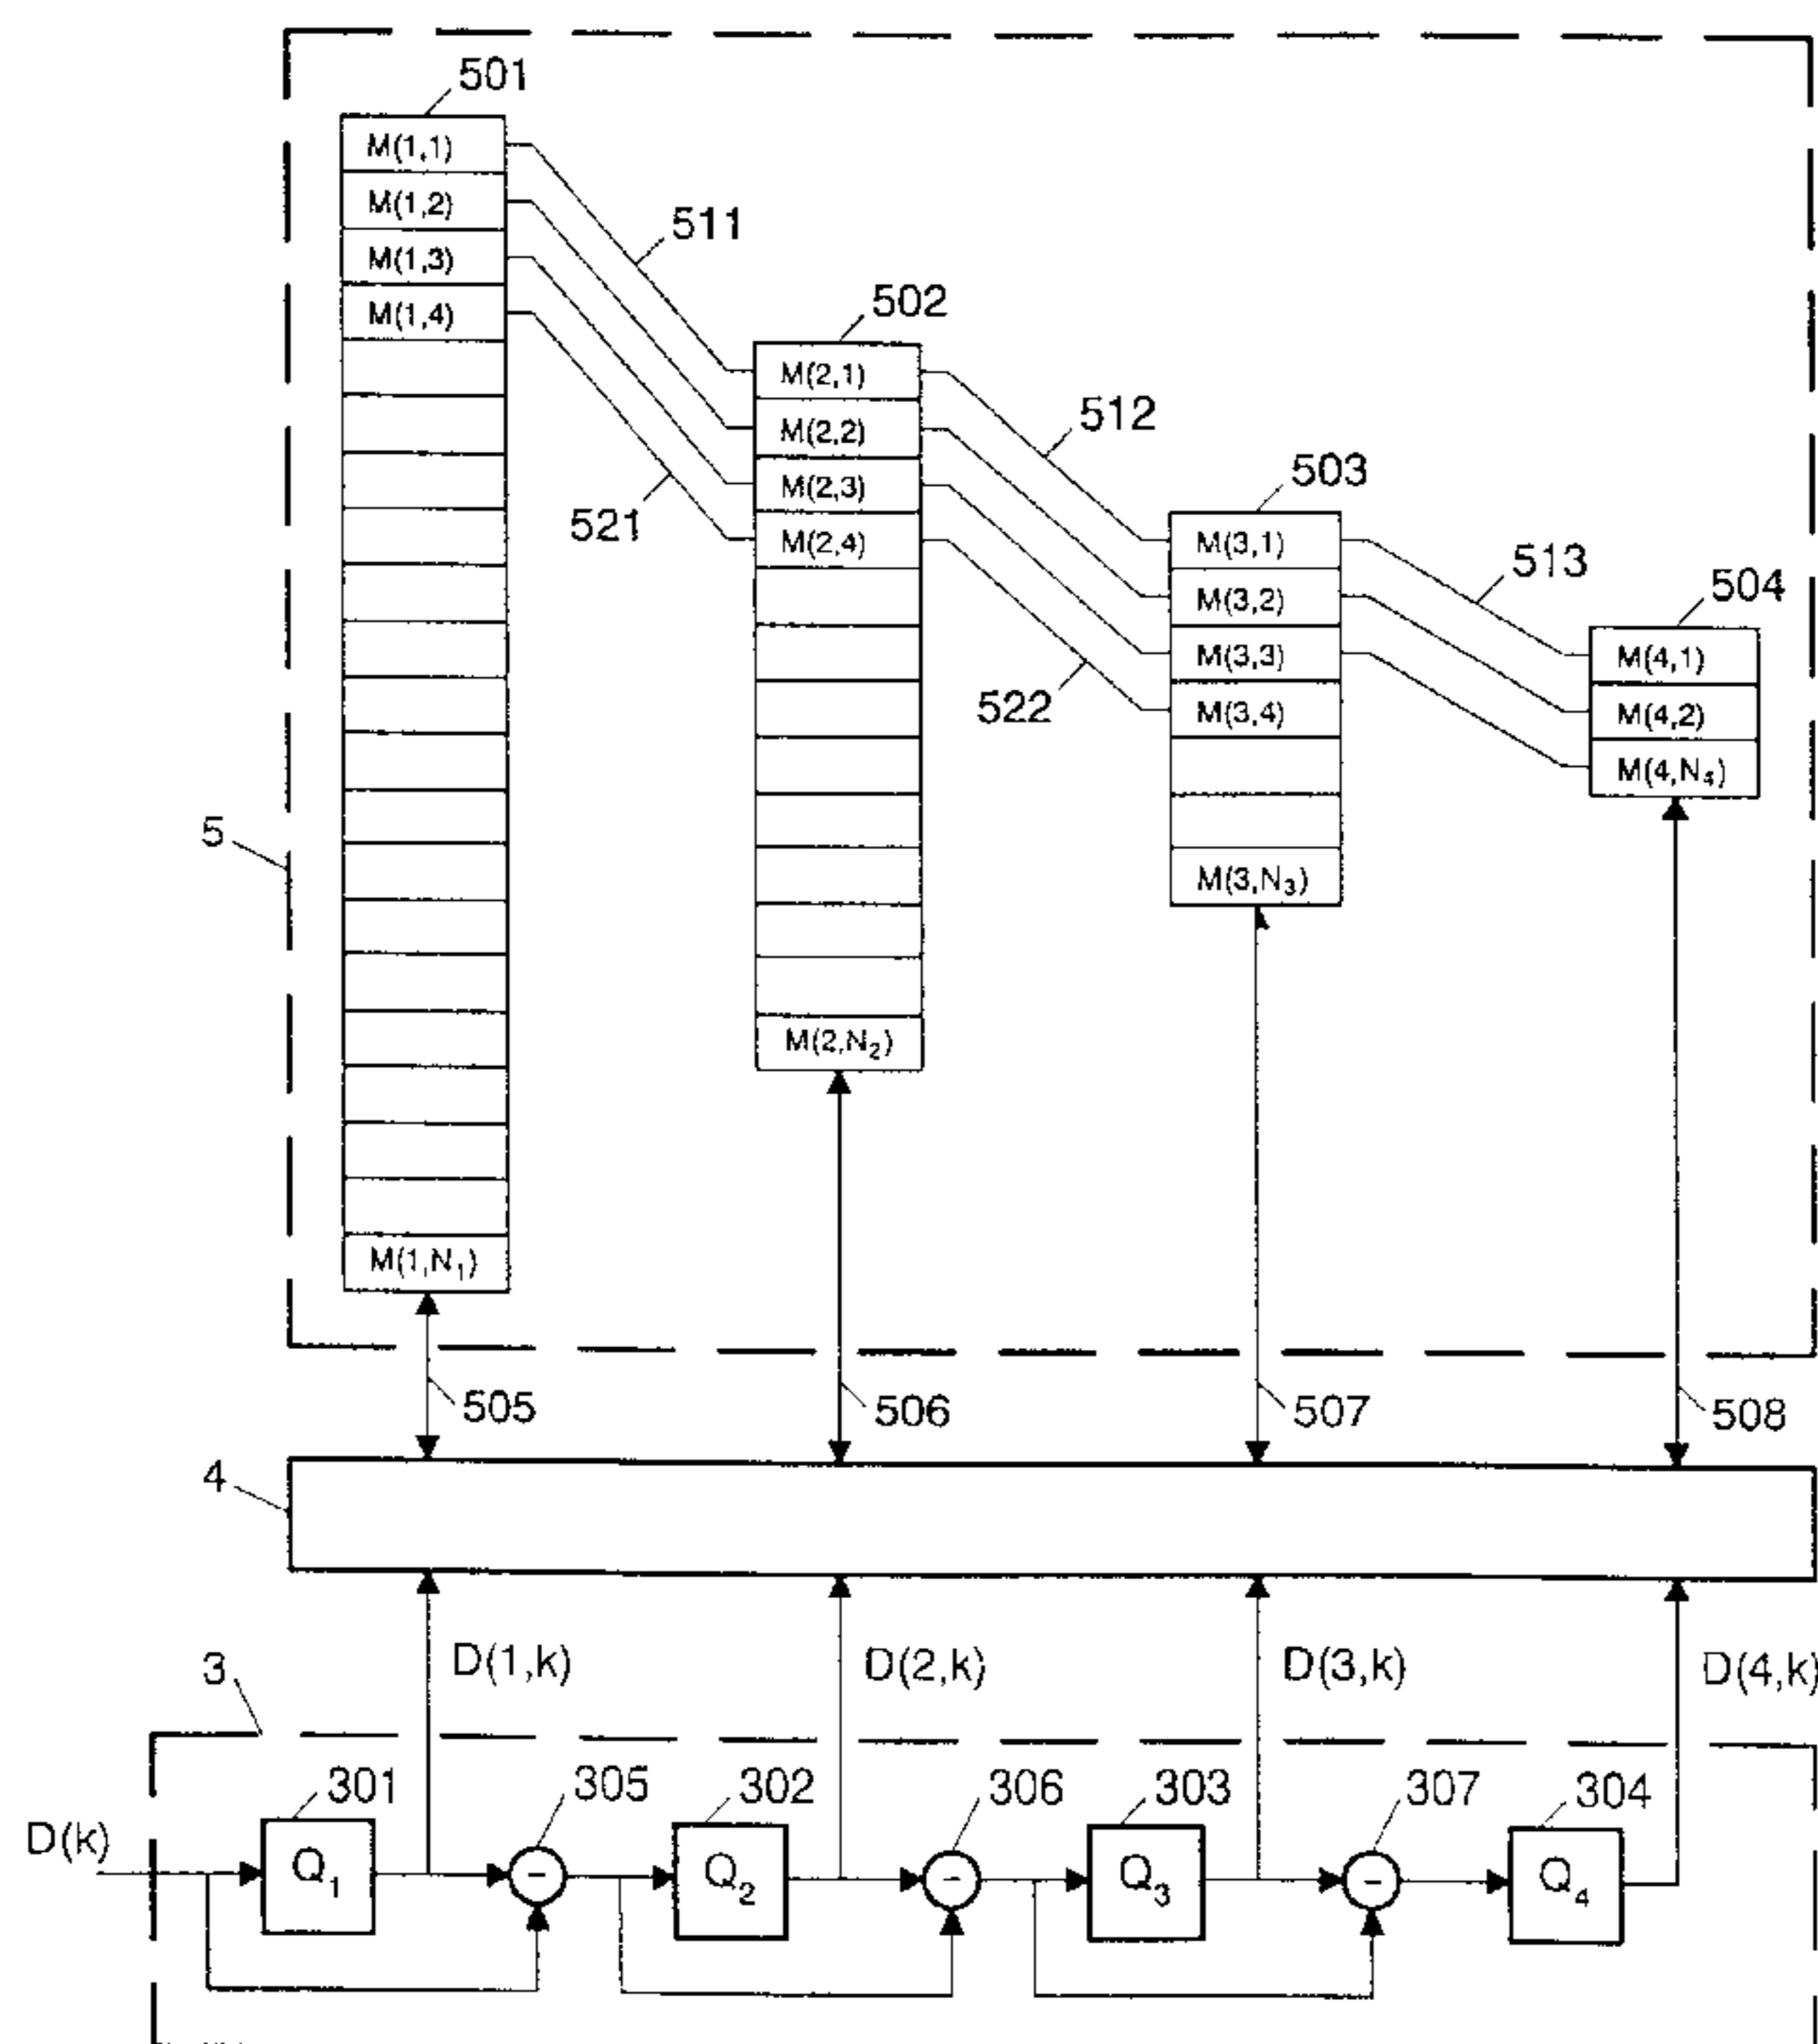 501
M(1,1)
M(1,2)
M(1,3)
M(1,4)
511
502
M(2,1)
M(2,2)
M(2,3)
M(2,4)
521
512
503
M(3,1)
M(3,2)
M(3,3)
M(3,4)
522
513
504
M(4,1)
M(4,2)
M(4,N₄)
5
M(3,N₃)
M(2,N₂)
M(1,N₁)
505
506
507
508
4
D(1,k)
D(2,k)
D(3,k)
D(4,k)
3
301
305
302
306
303
307
304
D(k)
Q₁
-
Q₂
-
Q₃
-
Q₄